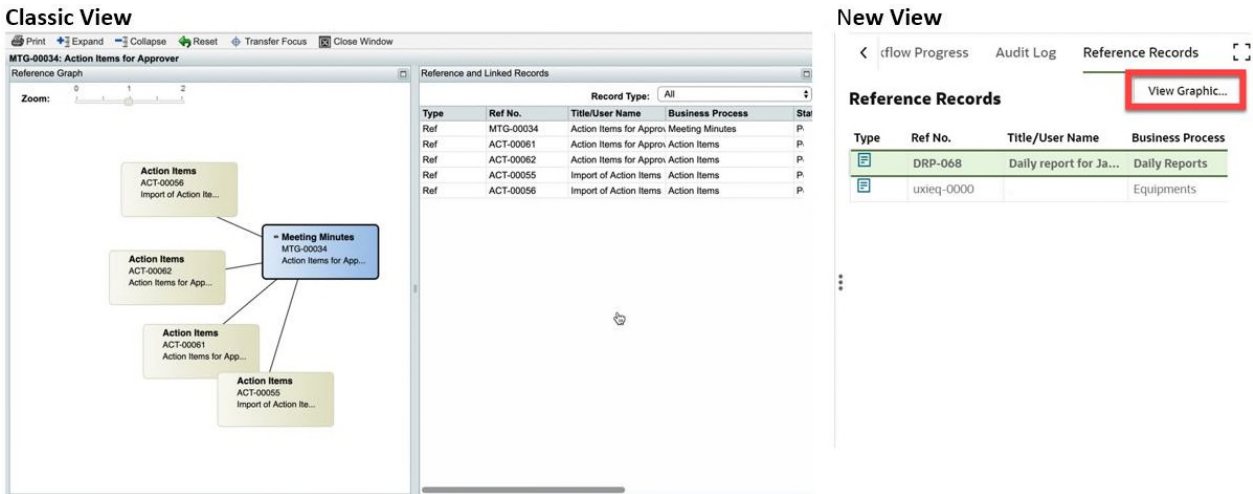 Classic View
Print Expand Collapse Reset Transfer Focus Close Window
MTG-00034: Action Items for Approver
Reference Graph
Zoom: 0 1 2
Action Items
ACT-00056
Import of Action Ite...
Meeting Minutes
MTG-00034
Action Items for App...
Action Items
ACT-00062
Action Items for App...
Action Items
ACT-00061
Action Items for App...
Action Items
ACT-00055
Import of Action Ite...
Reference and Linked Records
Record Type: All
Type Ref No. Title/User Name Business Process Stat
Ref MTG-00034 Action Items for Approv Meeting Minutes P
Ref ACT-00061 Action Items for Approv Action Items P
Ref ACT-00062 Action Items for Approv Action Items P
Ref ACT-00055 Import of Action Items Action Items P
Ref ACT-00056 Import of Action Items Action Items P
New View
rflow Progress Audit Log Reference Records
View Graphic...
Reference Records
Type Ref No. Title/User Name Business Process
DRP-068 Daily report for Ja... Daily Reports
uxieq-0000 Equipments